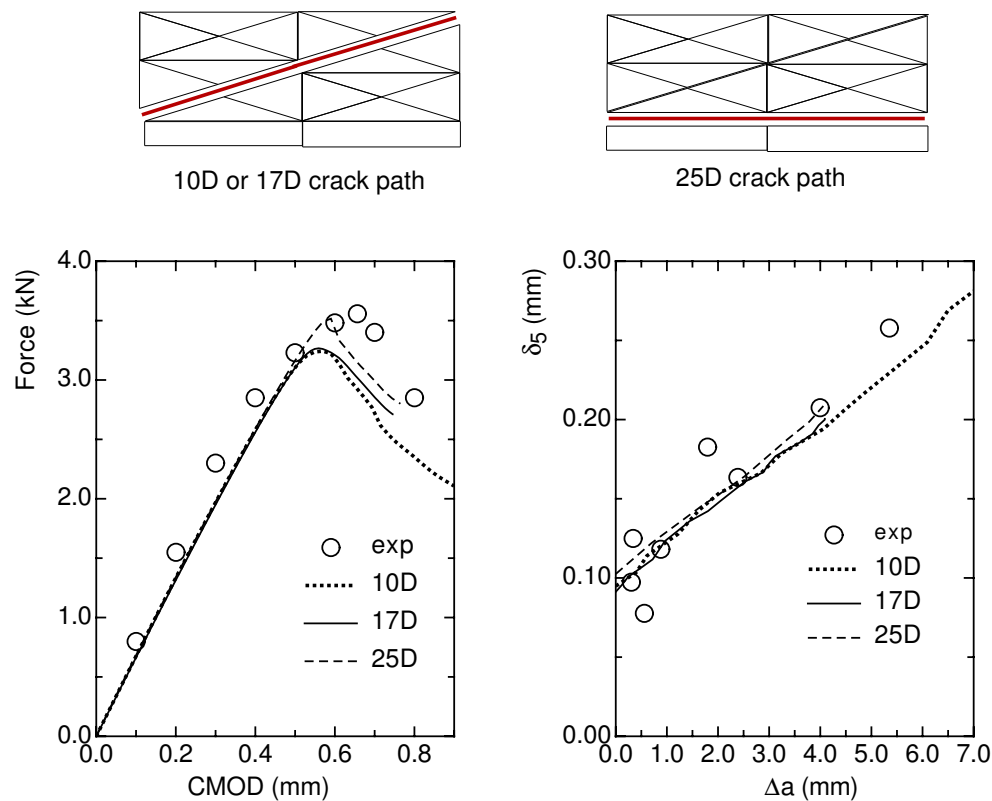 10D or 17D crack path
25D crack path
Force (kN)
4.0
3.0
2.0
1.0
0.0
exp
10D
17D
25D
0.0 0.2 0.4 0.6 0.8
CMOD (mm)
δ5 (mm)
0.30
0.20
0.10
0.00
exp
10D
17D
25D
0.0 1.0 2.0 3.0 4.0 5.0 6.0 7.0
Δa (mm)